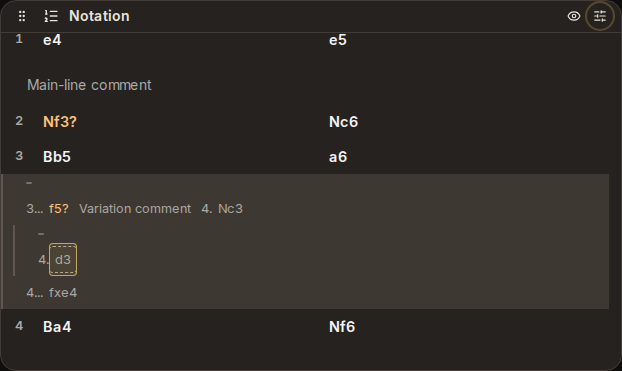 Notation
1 e4 e5
Main-line comment
2 Nf3? Nc6
3 Bb5 a6
–
3... f5? Variation comment 4. Nc3
–
4. d3
4... fxe4
4 Ba4 Nf6